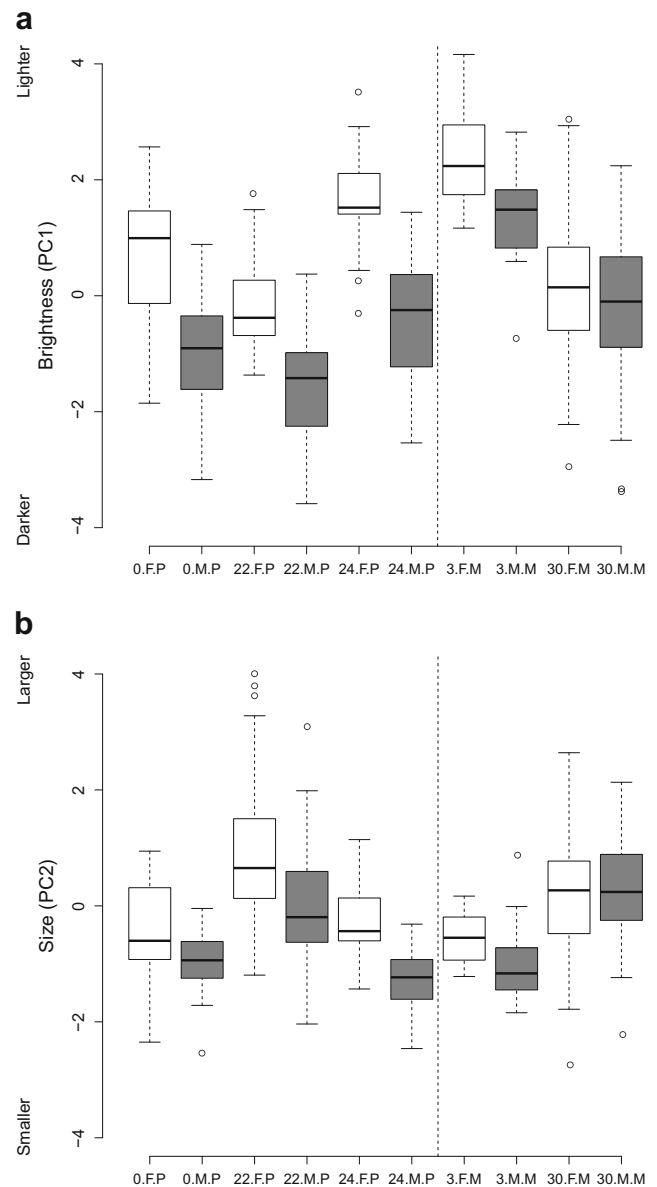 a
Lighter
Brightness (PC1)
Darker
4
2
0
−2
−4
0.F.P 0.M.P 22.F.P 22.M.P 24.F.P 24.M.P 3.F.M 3.M.M 30.F.M 30.M.M
b
Larger
Size (PC2)
Smaller
4
2
0
−2
−4
0.F.P 0.M.P 22.F.P 22.M.P 24.F.P 24.M.P 3.F.M 3.M.M 30.F.M 30.M.M